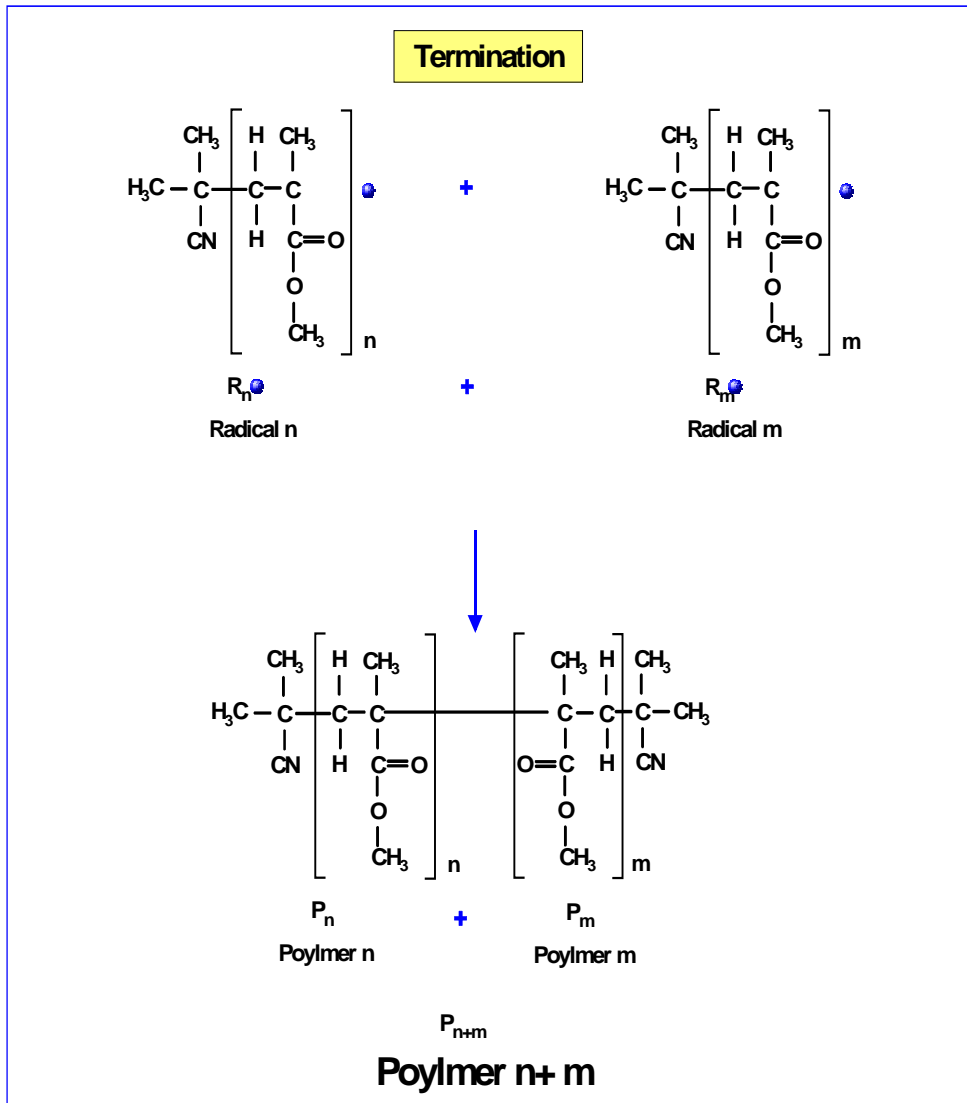 Termination
CH₃ H CH₃ CH₃ H CH₃
H₃C C C C + H₃C C C C
CN H C=O CN H C=O
O O
CH₃ n CH₃ m
Rₙ + Rₘ
Radical n Radical m
CH₃ H CH₃ CH₃ H CH₃
H₃C C C C C C C CH₃
CN H C=O O=C H CN
O O
CH₃ n CH₃ m
Pₙ + Pₘ
Poylmer n Poylmer m
Pₙ₊ₘ
Poylmer n+ m